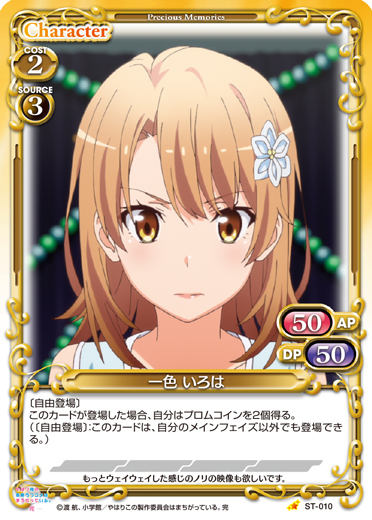 Precious Memories
Character
COST
2
SOURCE
3
50 AP
DP 50
一色 いろは
〔自由登場〕
このカードが登場した場合、自分はプロムコインを2個得る。
(〔自由登場〕:このカードは、自分のメインフェイズ以外でも登場でき
る。)
もっとウェイウェイした感じのノリの映像も欲しいです。
©渡 航、小学館/やはりこの製作委員会はまちがっている。完
ST-010